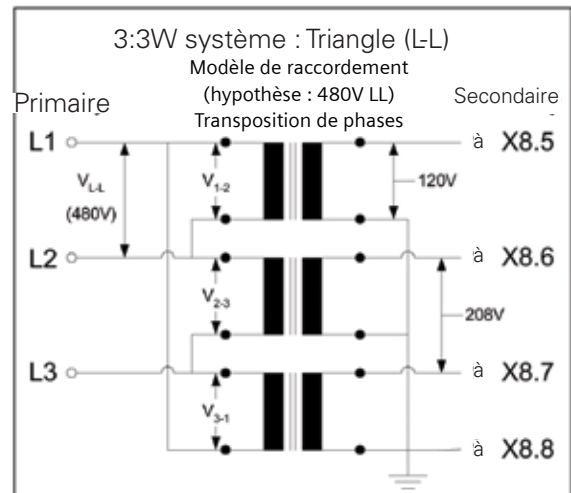 3:3W système : Triangle (L-L)
Modèle de raccordement
(hypothèse : 480V LL)
Transposition de phases
Primaire
Secondaire
L1
à X8.5
V1-2
120V
VL-L
(480V)
L2
à X8.6
V2-3
208V
L3
à X8.7
V3-1
à X8.8